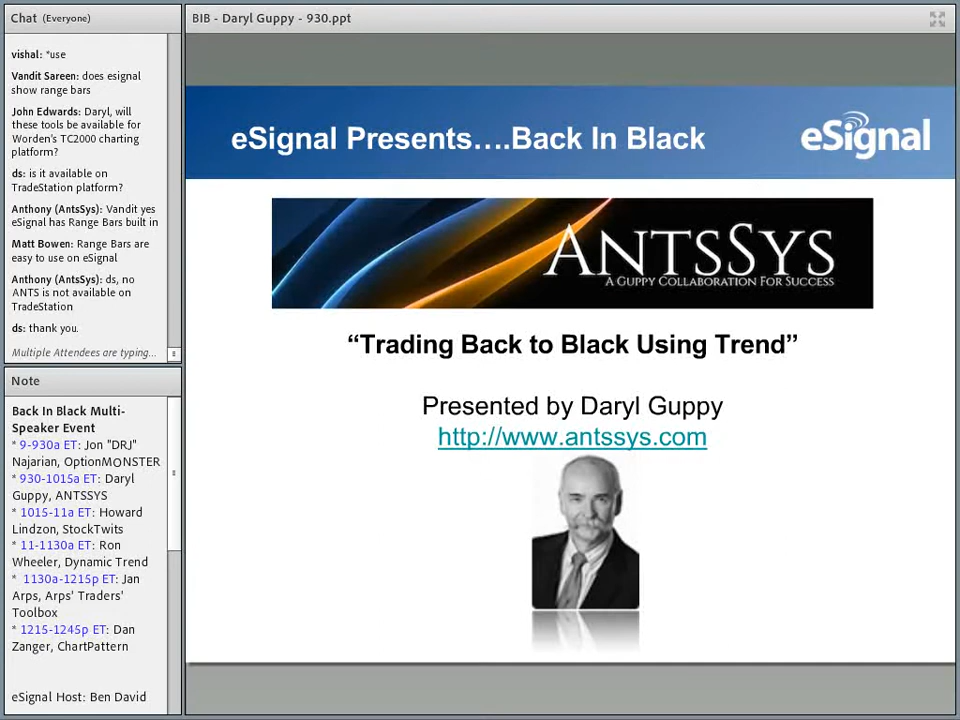 Chat (Everyone)
vishal: *use
Vandit Sareen: does esignal
show range bars
John Edwards: Daryl, will
these tools be available for
Worden's TC2000 charting
platform?
ds: is it available on
TradeStation platform?
Anthony (AntsSys): Vandit yes
eSignal has Range Bars built in
Matt Bowen: Range Bars are
easy to use on eSignal
Anthony (AntsSys): ds, no
ANTS is not available on
TradeStation
ds: thank you.
Multiple Attendees are typing...
Note
Back In Black Multi-
Speaker Event
* 9-930a ET: Jon "DRJ"
Najarian, OptionMONSTER
* 930-1015a ET: Daryl
Guppy, ANTSSYS
* 1015-11a ET: Howard
Lindzon, StockTwits
* 11-1130a ET: Ron
Wheeler, Dynamic Trend
* 1130a-1215p ET: Jan
Arps, Arps' Traders'
Toolbox
* 1215-1245p ET: Dan
Zanger, ChartPattern
eSignal Host: Ben David
BIB - Daryl Guppy - 930.ppt
eSignal Presents….Back In Black
eSignal
ANTSSYS
A GUPPY COLLABORATION FOR SUCCESS
“Trading Back to Black Using Trend”
Presented by Daryl Guppy
http://www.antssys.com